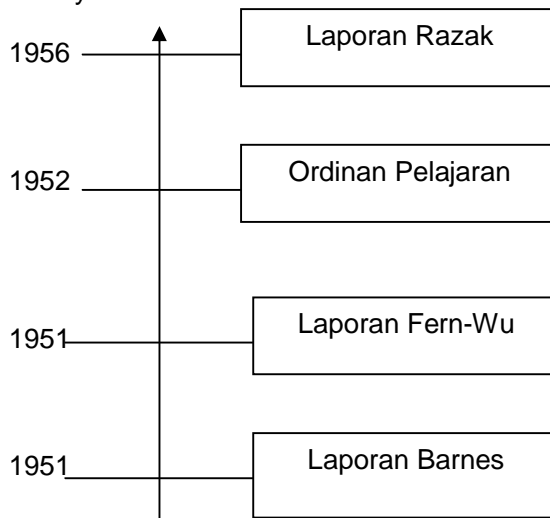 1956
Laporan Razak
1952
Ordinan Pelajaran
1951
Laporan Fern-Wu
1951
Laporan Barnes